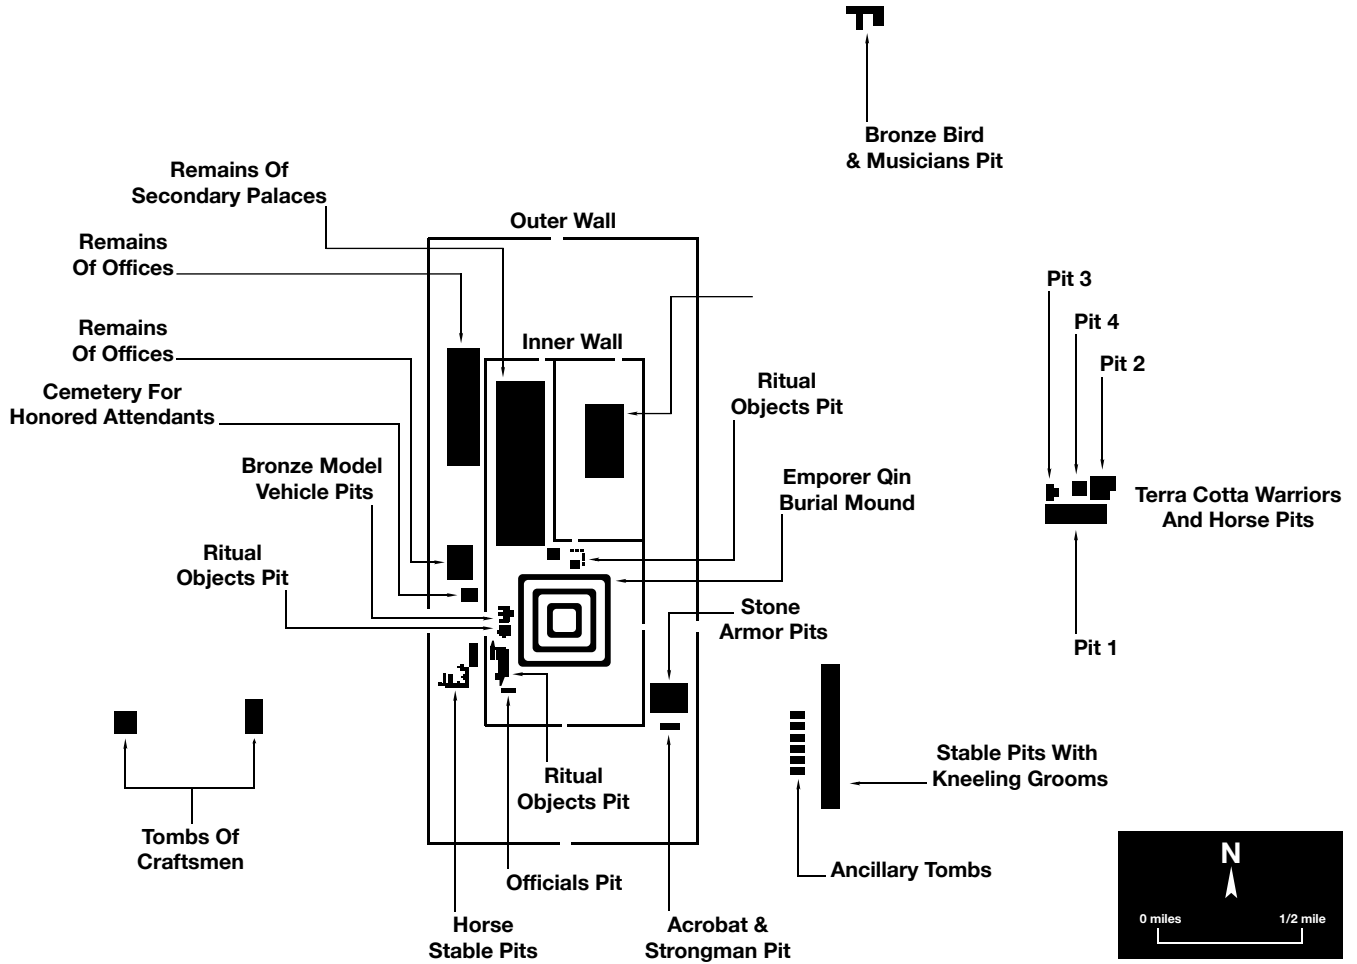 Bronze Bird
& Musicians Pit
Remains Of
Secondary Palaces
Outer Wall
Remains
Of Offices
Pit 3
Pit 4
Remains
Of Offices
Inner Wall
Pit 2
Ritual
Objects Pit
Cemetery For
Honored Attendants
Bronze Model
Vehicle Pits
Emporer Qin
Burial Mound
Terra Cotta Warriors
And Horse Pits
Ritual
Objects Pit
Stone
Armor Pits
Pit 1
Stable Pits With
Kneeling Grooms
Ritual
Objects Pit
Tombs Of
Craftsmen
Ancillary Tombs
Officials Pit
Horse
Stable Pits
Acrobat &
Strongman Pit
N
0 miles
1/2 mile